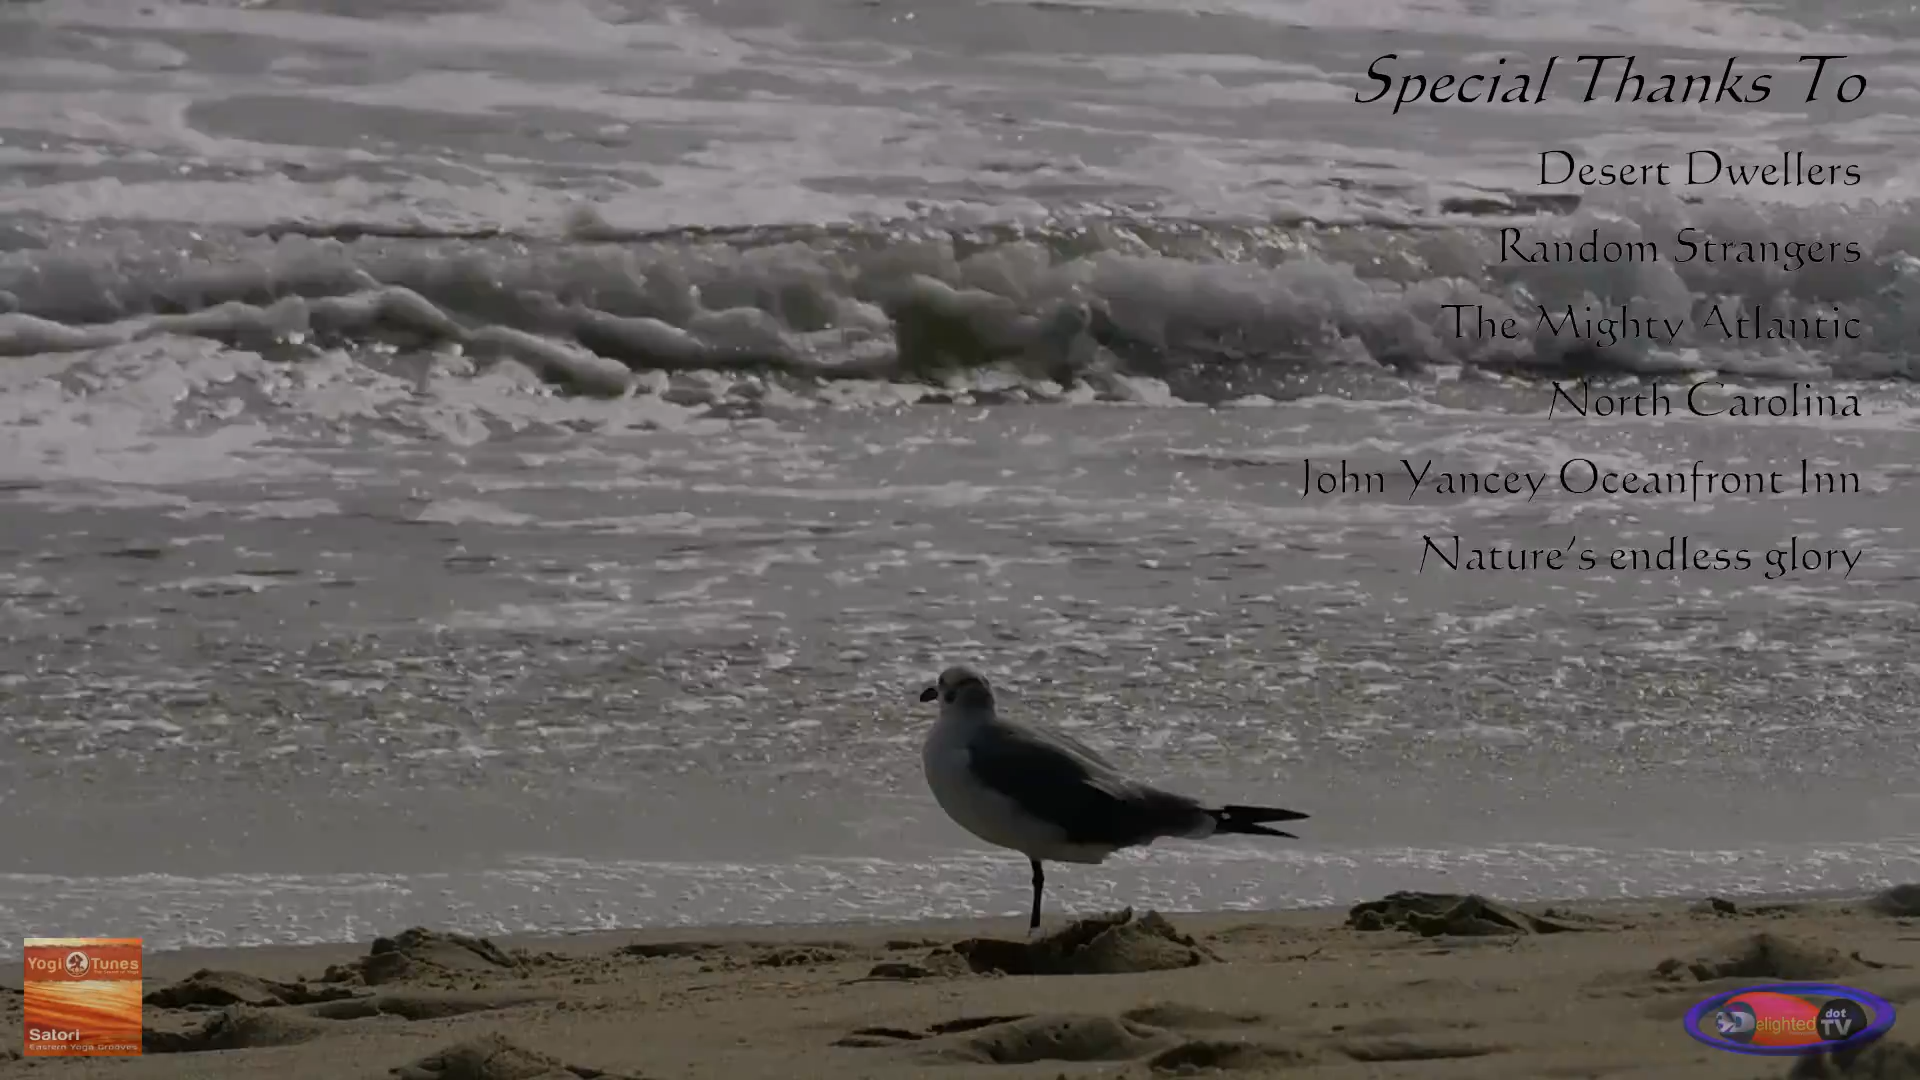 Special Thanks To
Desert Dwellers
Random Strangers
The Mighty Atlantic
North Carolina
John Yancey Oceanfront Inn
Nature's endless glory
Yogi Tunes
Satori
Eastern Yoga Grooves
3Delighted dot TV